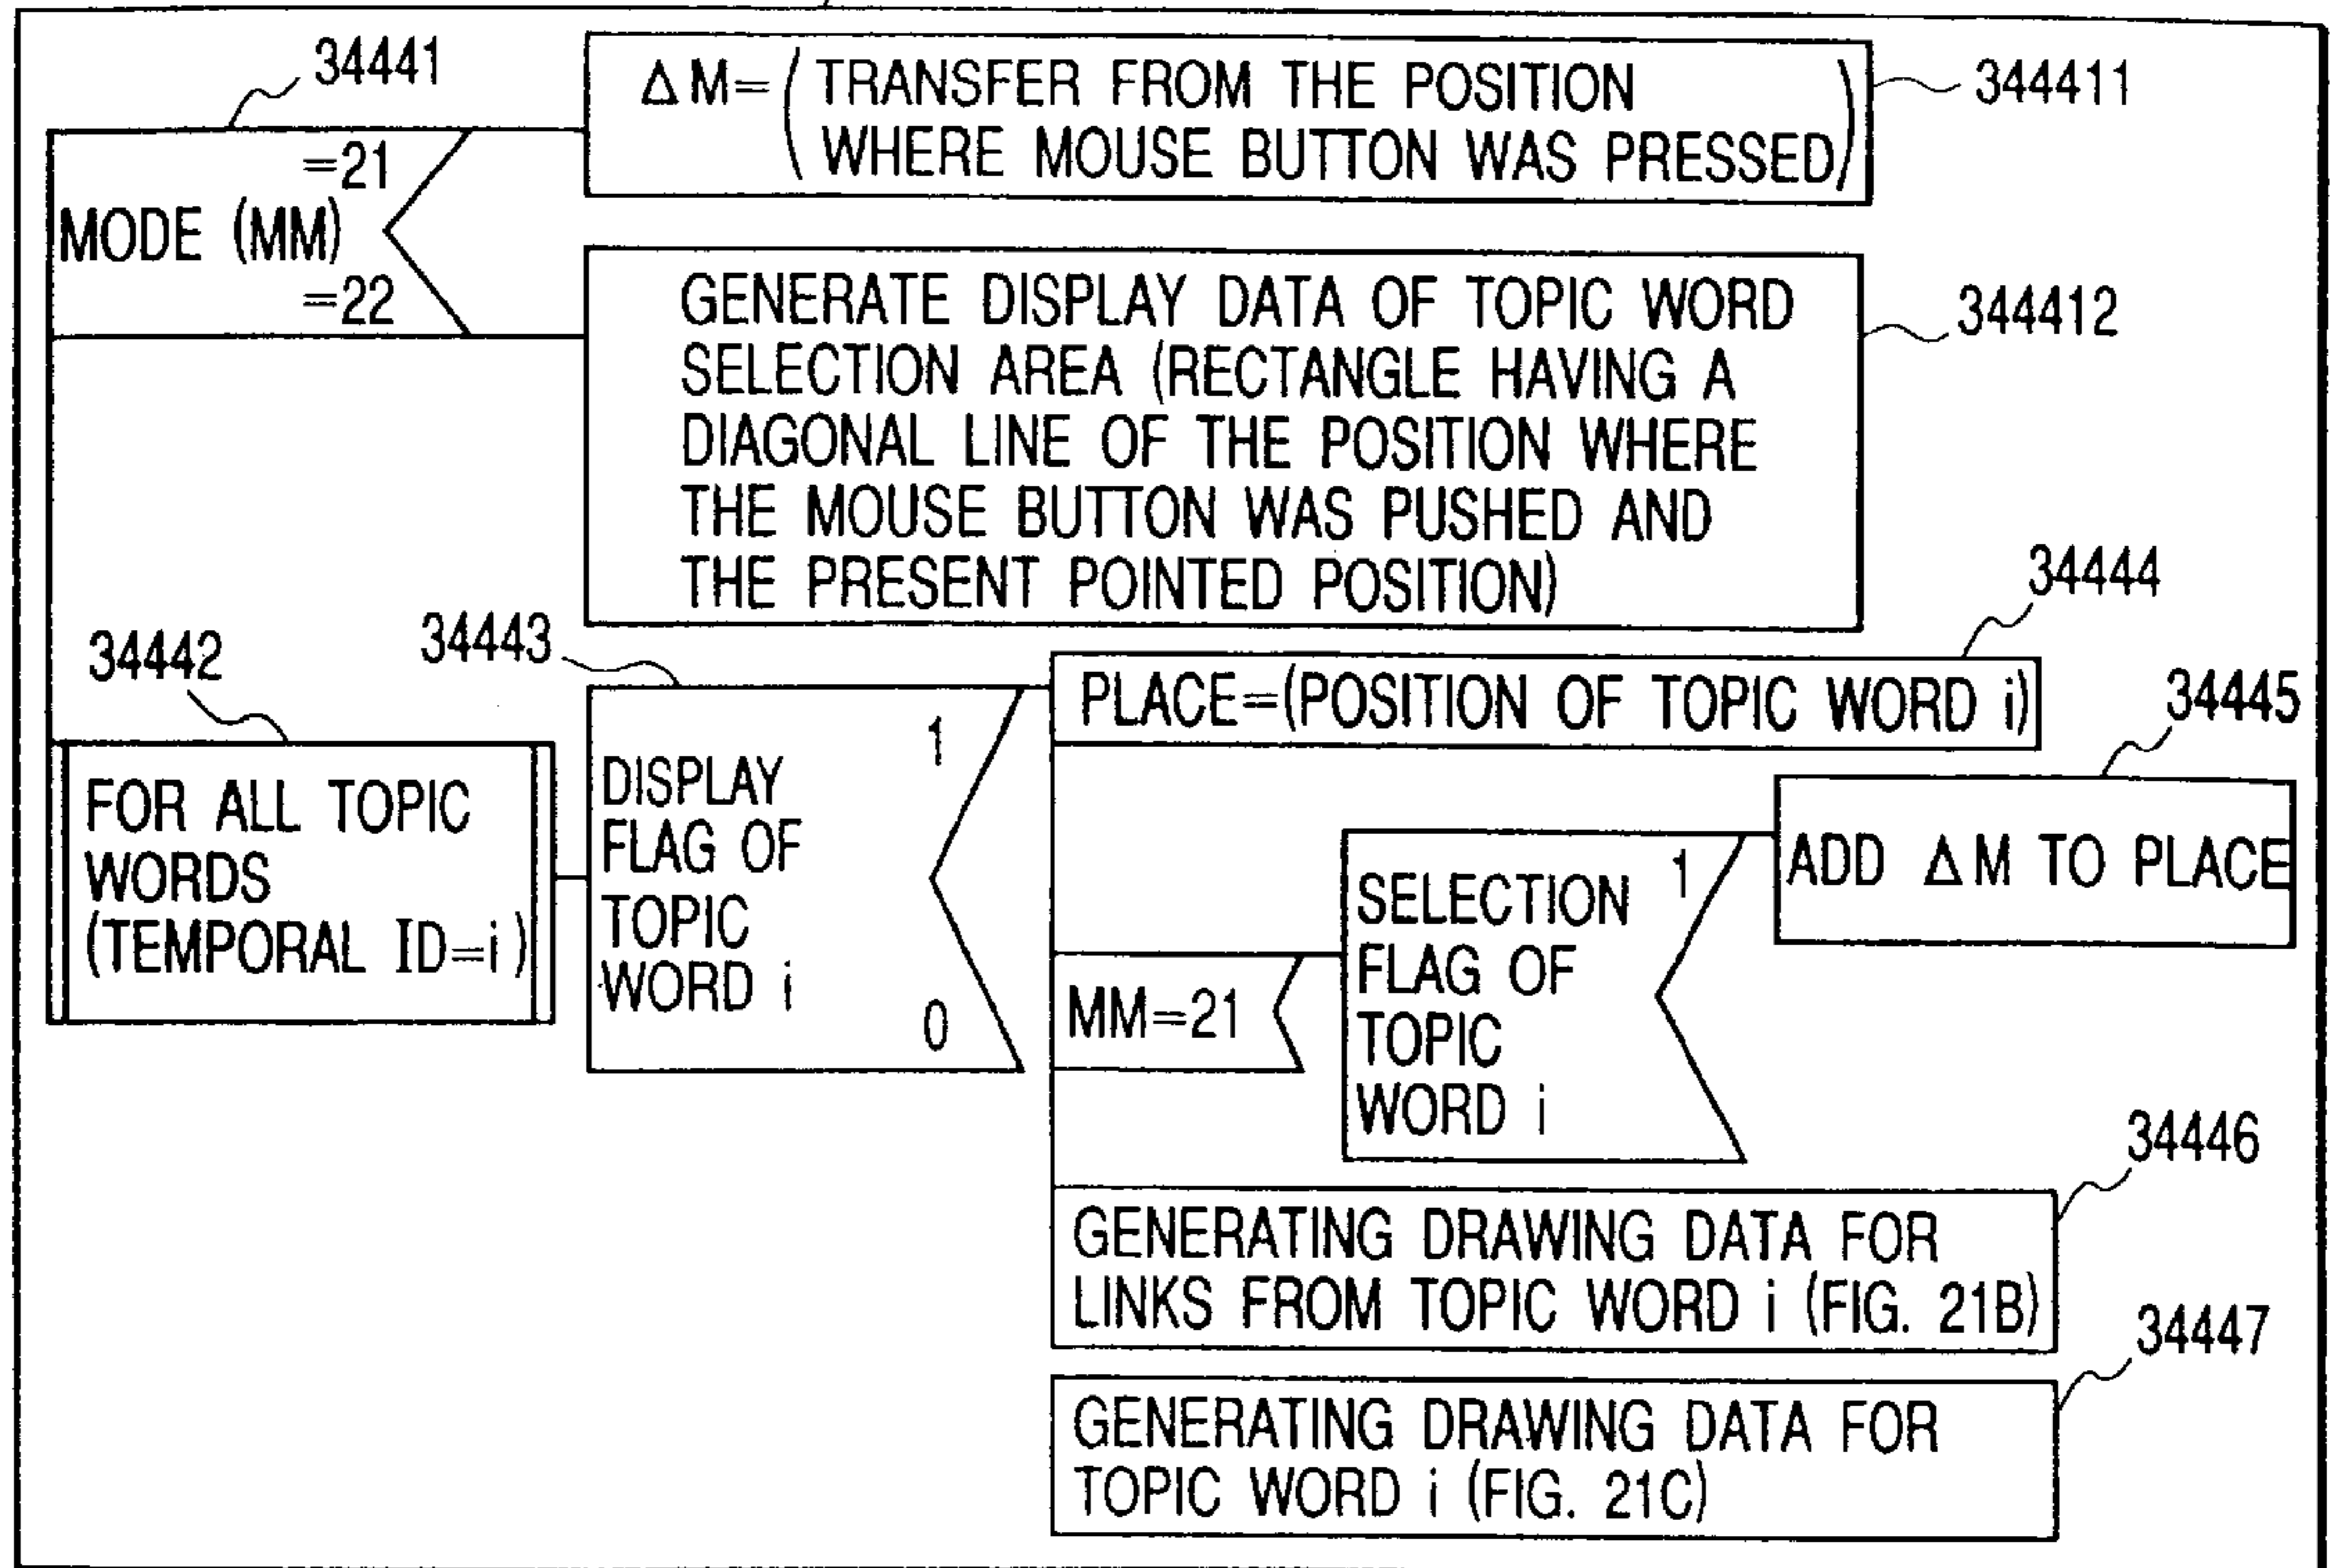 34441
ΔM=(TRANSFER FROM THE POSITION
WHERE MOUSE BUTTON WAS PRESSED)
344411
=21
MODE (MM)
=22
GENERATE DISPLAY DATA OF TOPIC WORD
SELECTION AREA (RECTANGLE HAVING A
DIAGONAL LINE OF THE POSITION WHERE
THE MOUSE BUTTON WAS PUSHED AND
THE PRESENT POINTED POSITION)
344412
34442
FOR ALL TOPIC
WORDS
(TEMPORAL ID=i)
34443
1
DISPLAY
FLAG OF
TOPIC
WORD i
0
34444
PLACE=(POSITION OF TOPIC WORD i)
MM=21
1
SELECTION
FLAG OF
TOPIC
WORD i
34445
ADD ΔM TO PLACE
34446
GENERATING DRAWING DATA FOR
LINKS FROM TOPIC WORD i (FIG. 21B)
34447
GENERATING DRAWING DATA FOR
TOPIC WORD i (FIG. 21C)